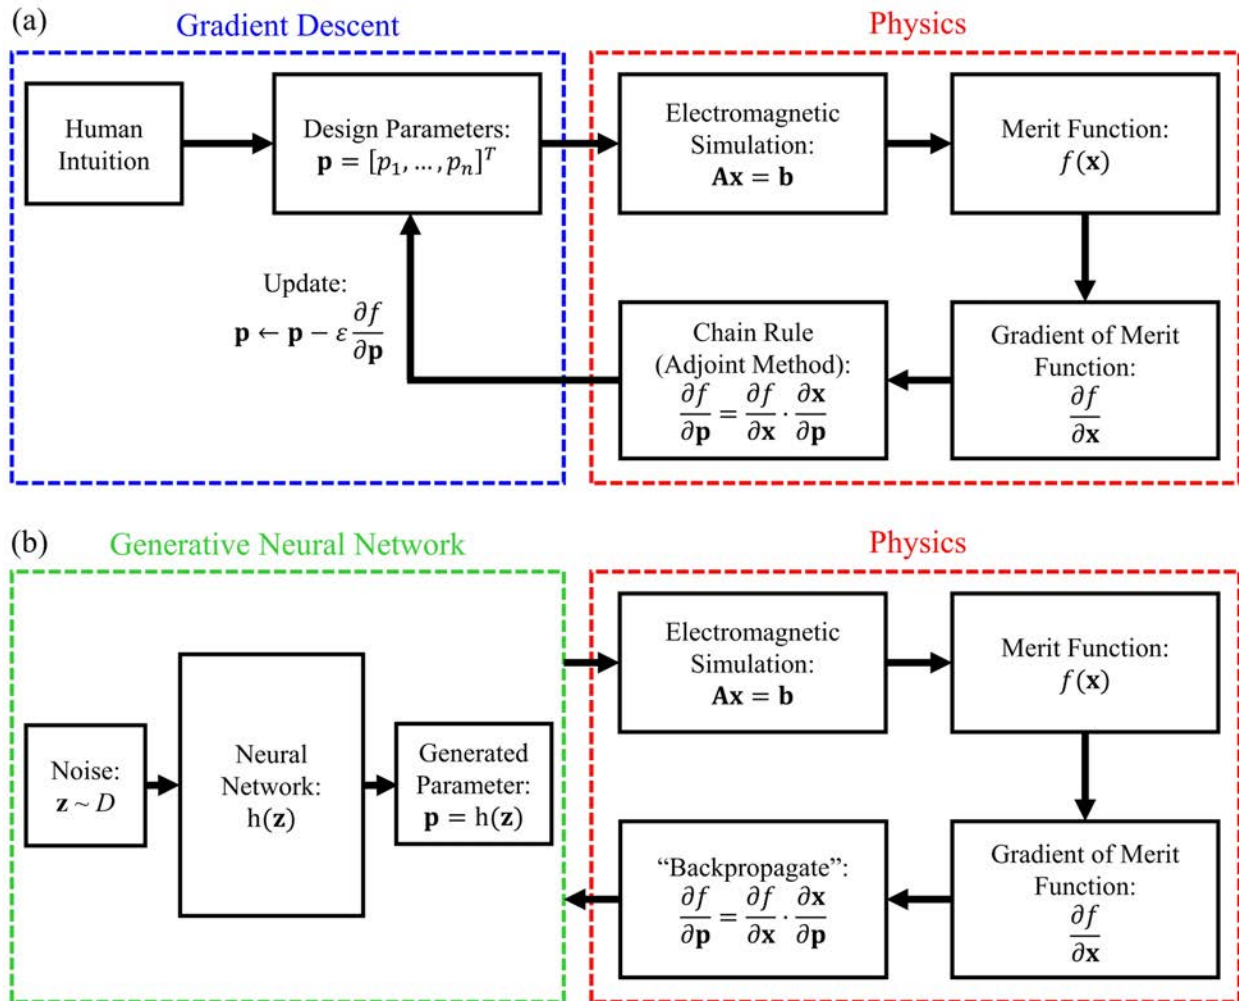 (a)
Gradient Descent
Physics
Human
Intuition
Design Parameters:
𝐩 = [𝑝₁, … , 𝑝ₙ]ᵀ
Electromagnetic
Simulation:
𝐀𝐱 = 𝐛
Merit Function:
𝑓(𝐱)
Update:
𝐩 ← 𝐩 − 𝜀 ∂𝑓/∂𝐩
Chain Rule
(Adjoint Method):
∂𝑓/∂𝐩 = ∂𝑓/∂𝐱 · ∂𝐱/∂𝐩
Gradient of Merit
Function:
∂𝑓/∂𝐱
(b)
Generative Neural Network
Physics
Noise:
𝐳 ~ 𝐷
Neural
Network:
h(𝐳)
Generated
Parameter:
𝐩 = h(𝐳)
Electromagnetic
Simulation:
𝐀𝐱 = 𝐛
Merit Function:
𝑓(𝐱)
“Backpropagate”:
∂𝑓/∂𝐩 = ∂𝑓/∂𝐱 · ∂𝐱/∂𝐩
Gradient of Merit
Function:
∂𝑓/∂𝐱